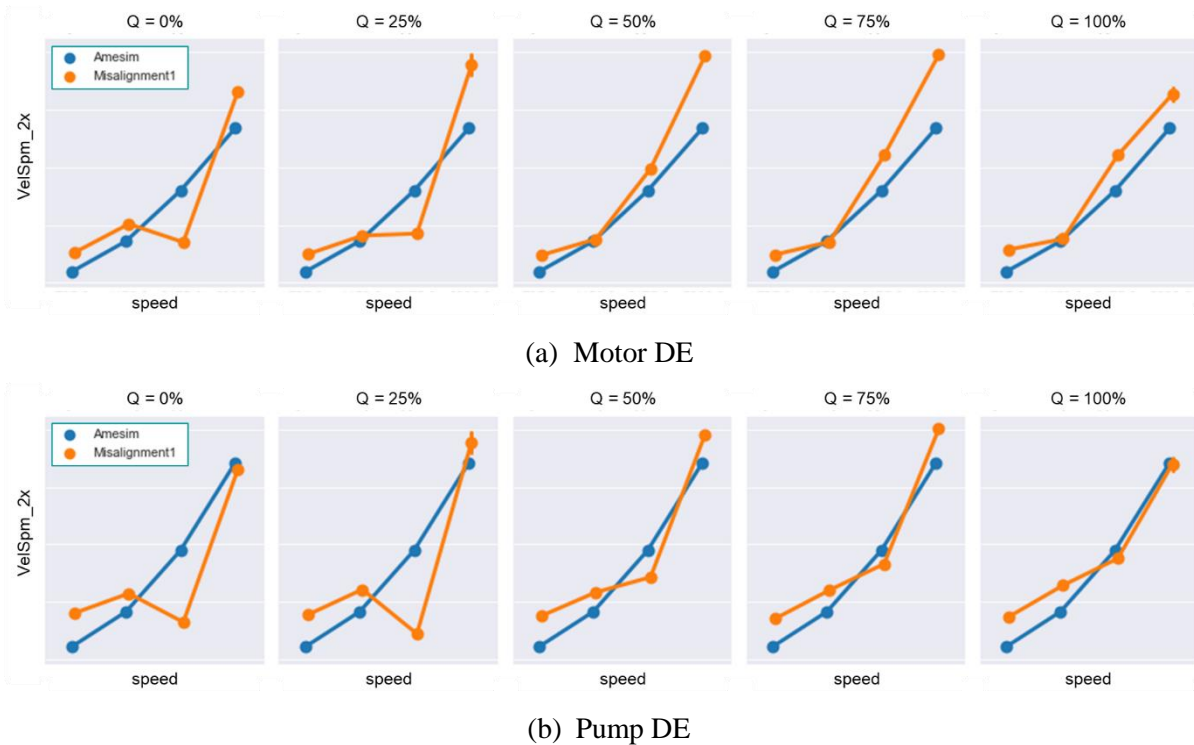 Q = 0% Q = 25% Q = 50% Q = 75% Q = 100%
Amesim
Misalignment1
VelSpm_2x
speed speed speed speed speed
(a) Motor DE
Q = 0% Q = 25% Q = 50% Q = 75% Q = 100%
Amesim
Misalignment1
VelSpm_2x
speed speed speed speed speed
(b) Pump DE